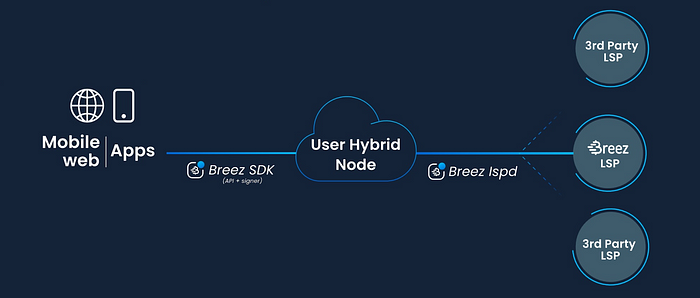 Mobile web
Apps
Breez SDK
(API + signer)
User Hybrid
Node
Breez lspd
3rd Party
LSP
Breez
LSP
3rd Party
LSP